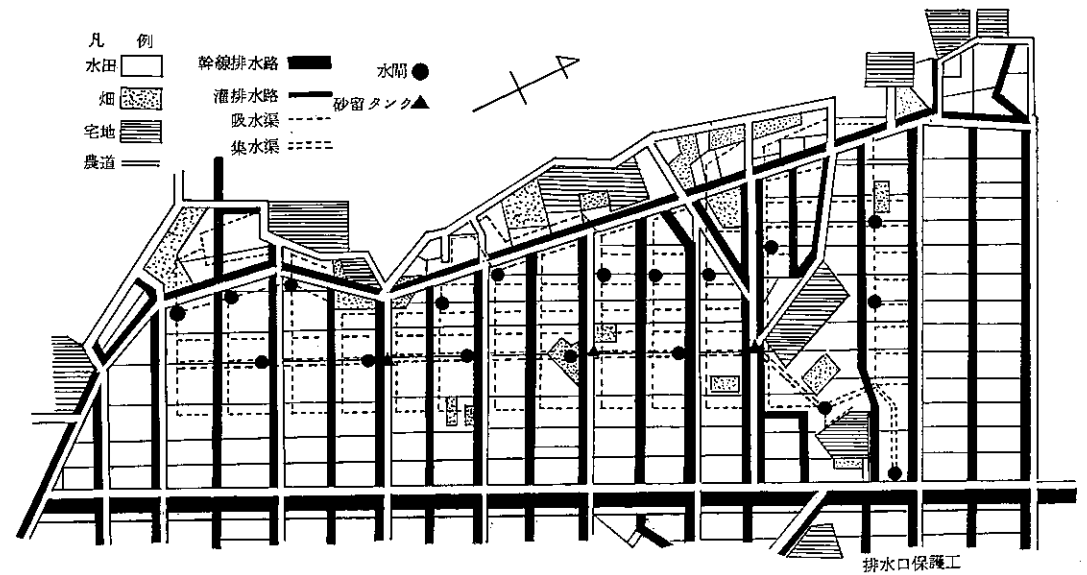 凡 例
水田
畑
宅地
農道
幹線排水路
灌排水路
吸水渠
集水渠
水閘
砂留タンク
排水口保護工